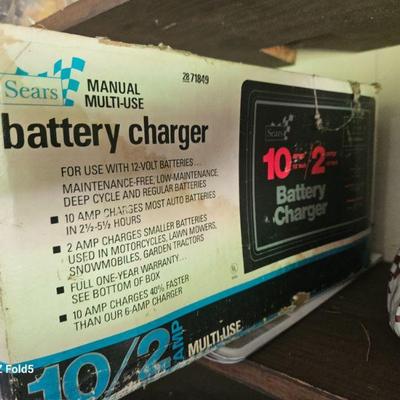 Sears
MANUAL
MULTI-USE
28 71849
battery charger
FOR USE WITH 12-VOLT BATTERIES...
MAINTENANCE-FREE, LOW-MAINTENANCE,
DEEP CYCLE AND REGULAR BATTERIES
■ 10 AMP CHARGES MOST AUTO BATTERIES
IN 2½-5½ HOURS
■ 2 AMP CHARGES SMALLER BATTERIES
USED IN MOTORCYCLES, LAWN MOWERS,
SNOWMOBILES, GARDEN TRACTORS
■ FULL ONE-YEAR WARRANTY...
SEE BOTTOM OF BOX
■ 10 AMP CHARGES 40% FASTER
THAN OUR 6-AMP CHARGER
10/2 AMP MULTI-USE
Sears
10/2
Battery
Charger
Z Fold5